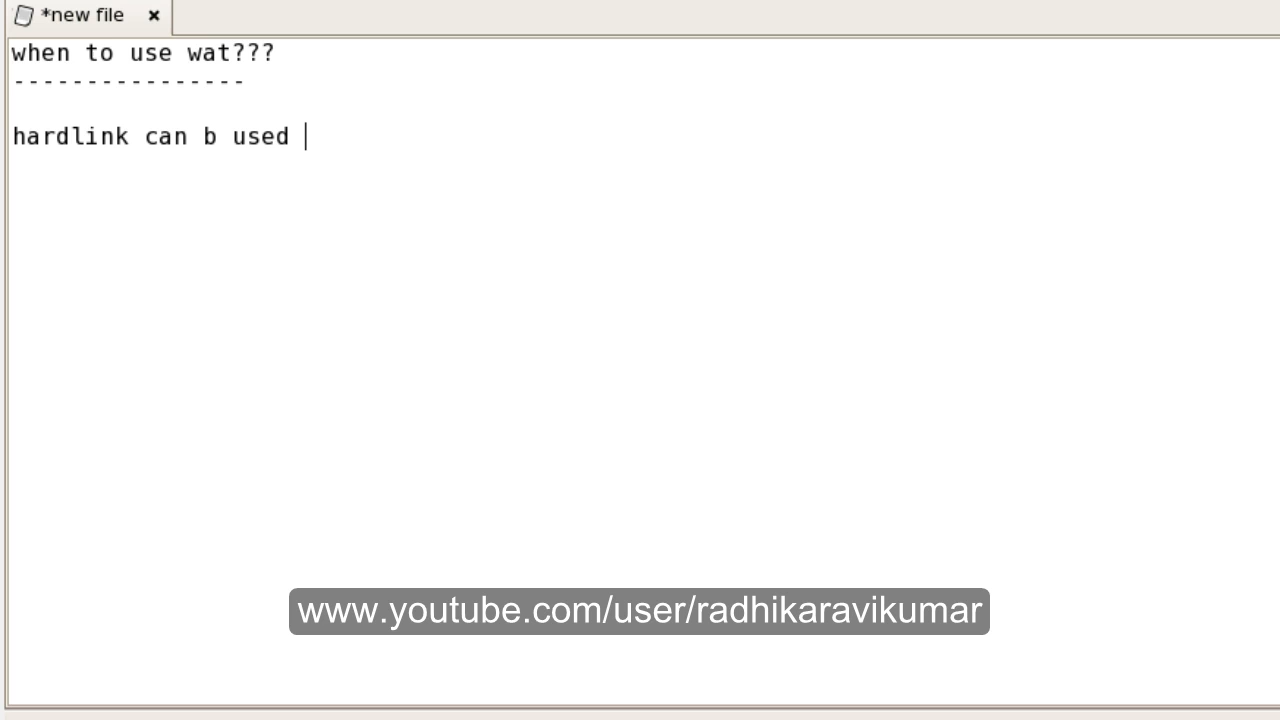 *new file ×
when to use wat???
----------------
hardlink can b used
www.youtube.com/user/radhikaravikumar